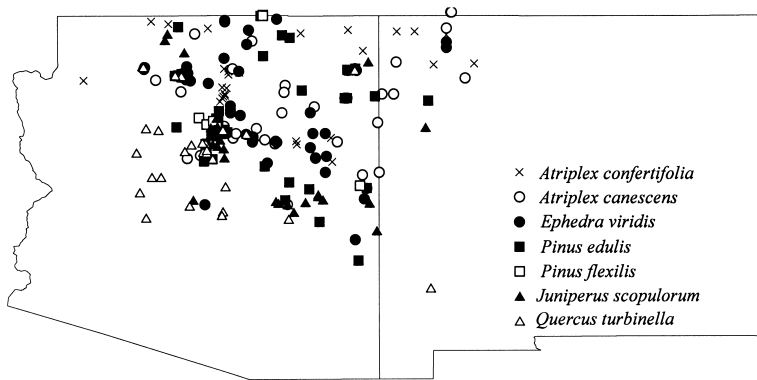 Atriplex confertifolia
Atriplex canescens
Ephedra viridis
Pinus edulis
Pinus flexilis
Juniperus scopulorum
Quercus turbinella